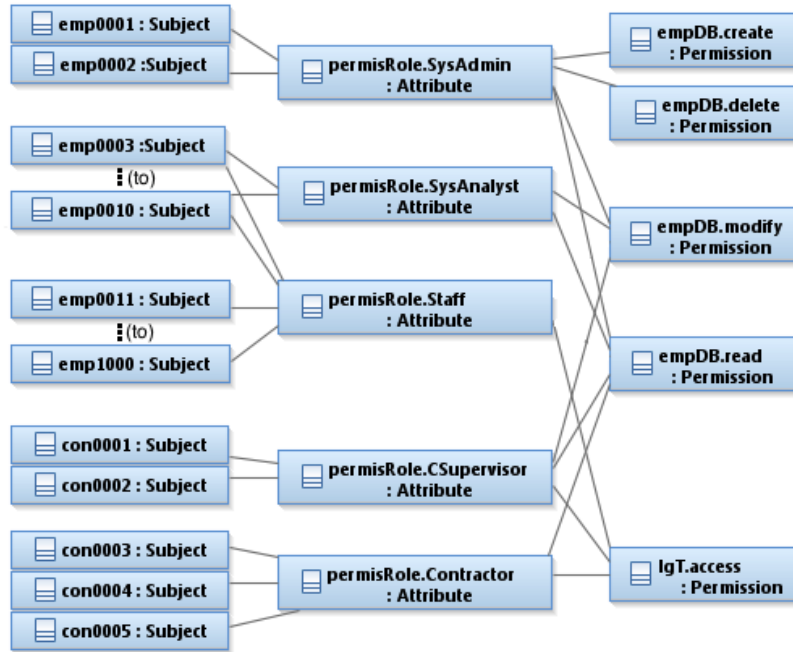 emp0001 : Subject
emp0002 :Subject
emp0003 :Subject
(to)
emp0010 : Subject
emp0011 : Subject
(to)
emp1000 : Subject
con0001 : Subject
con0002 : Subject
con0003 : Subject
con0004 : Subject
con0005 : Subject
permisRole.SysAdmin
: Attribute
permisRole.SysAnalyst
: Attribute
permisRole.Staff
: Attribute
permisRole.CSupervisor
: Attribute
permisRole.Contractor
: Attribute
empDB.create
: Permission
empDB.delete
: Permission
empDB.modify
: Permission
empDB.read
: Permission
lgT.access
: Permission